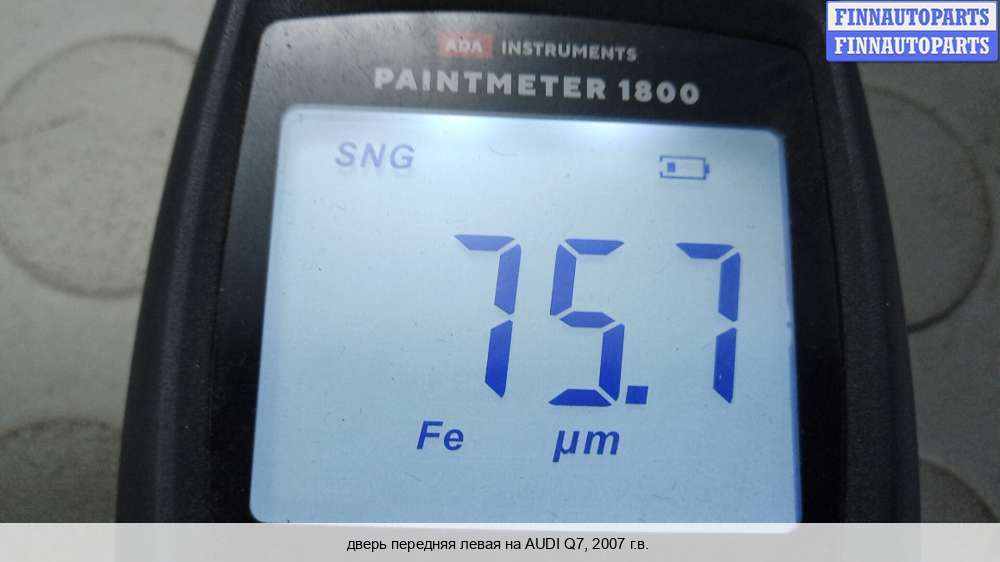 FINNAUTOPARTS
FINNAUTOPARTS
ADA INSTRUMENTS
PAINTMETER 1800
SNG
75.7
Fe µm
дверь передняя левая на AUDI Q7, 2007 г.в.